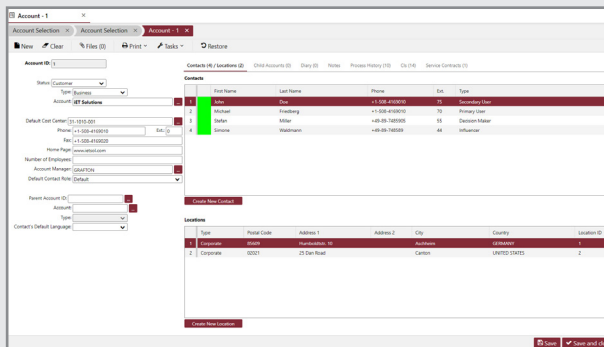 Account - 1 ×
Account Selection × Account Selection × Account - 1 ×
New Clear Files (0) Print Tasks Restore
Account ID: 1
Status: Customer
Type: Business
Account: IET Solutions ...
Default Cost Center: 31-1010-001
Phone: +1-508-4169010 Ext.: 0
Fax: +1-508-4169020
Home Page: www.ietsol.com
Number of Employees:
Account Manager: GRAFTON ...
Default Contact Role: Default
Parent Account ID: ...
Account: ...
Type:
Contact's Default Language:
Contacts (4) / Locations (2) Child Accounts (0) Diary (0) Notes Process History (10) CIs (14) Service Contracts (1)
Contacts
First Name Last Name Phone Ext. Type
1 John Doe +1-508-4169010 75 Secondary User
2 Michael Friedberg +1-508-4169010 70 Primary User
3 Stefan Miller +49-89-7485905 55 Decision Maker
4 Simone Waldmann +49-89-748589 44 Influencer
Create New Contact
Locations
Type Postal Code Address 1 Address 2 City Country Location ID
1 Corporate 85609 Humboldtstr. 10 Aschheim GERMANY 1
2 Corporate 02021 25 Dan Road Canton UNITED STATES 2
Create New Location
Save Save and cl